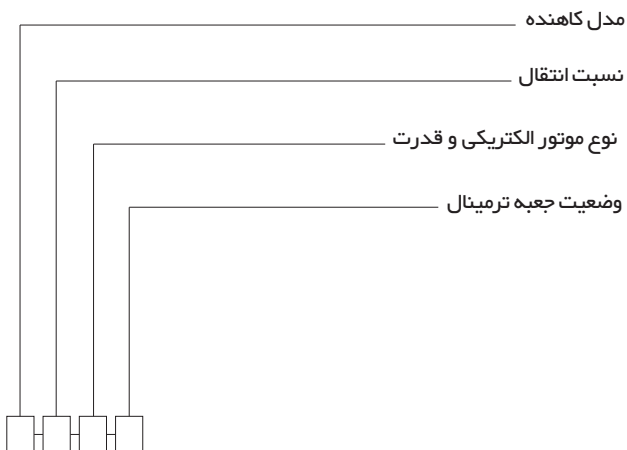 مدل کاهنده
نسبت انتقال
نوع موتور الکتریکی و قدرت
وضعیت جعبه ترمینال